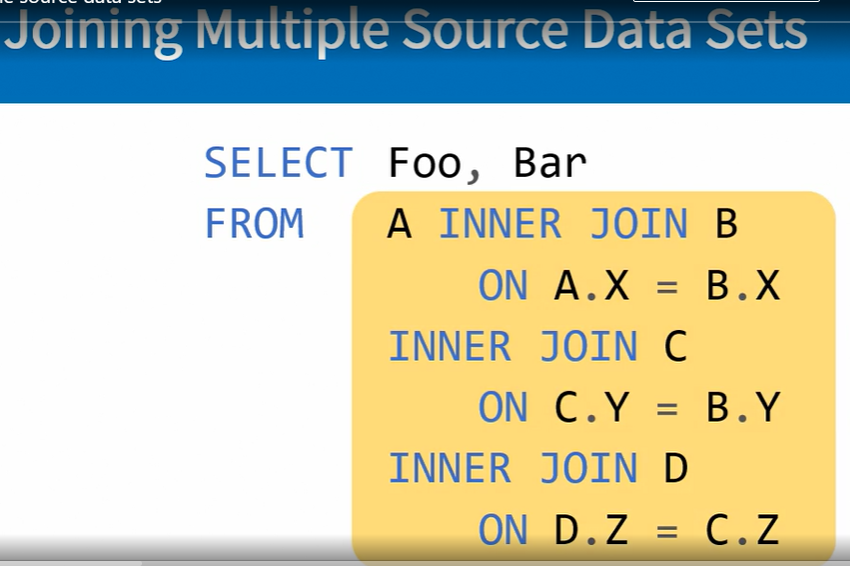 source data sets
Joining Multiple Source Data Sets
SELECT Foo, Bar
FROM A INNER JOIN B
ON A.X = B.X
INNER JOIN C
ON C.Y = B.Y
INNER JOIN D
ON D.Z = C.Z